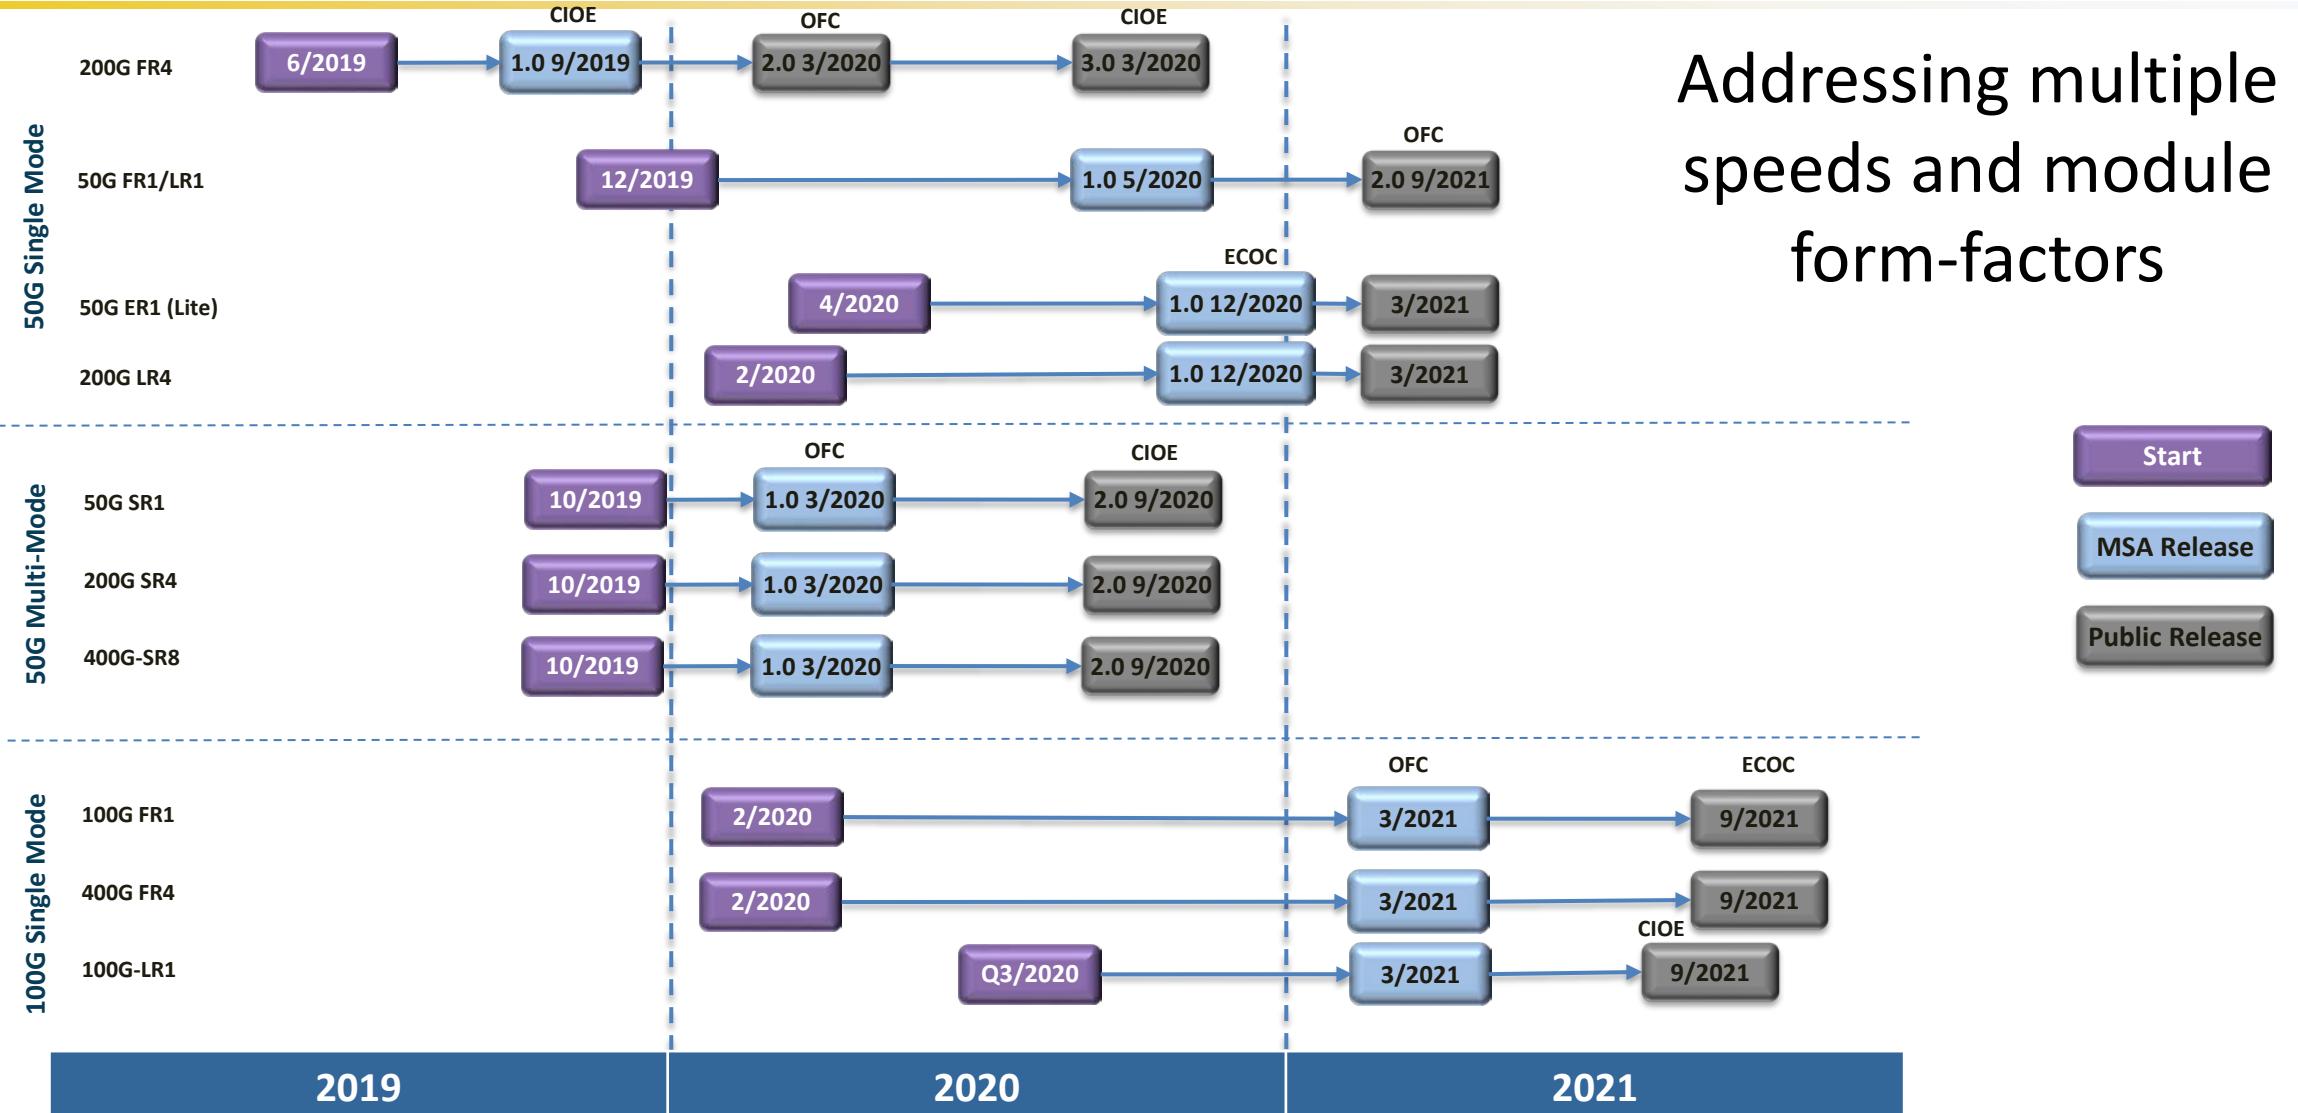 CIOE
OFC
CIOE
200G FR4
6/2019
1.0 9/2019
2.0 3/2020
3.0 3/2020
Addressing multiple
speeds and module
form-factors
50G Single Mode
OFC
50G FR1/LR1
12/2019
1.0 5/2020
2.0 9/2021
ECOC
50G ER1 (Lite)
4/2020
1.0 12/2020
3/2021
200G LR4
2/2020
1.0 12/2020
3/2021
50G Multi-Mode
OFC
CIOE
50G SR1
10/2019
1.0 3/2020
2.0 9/2020
200G SR4
10/2019
1.0 3/2020
2.0 9/2020
400G-SR8
10/2019
1.0 3/2020
2.0 9/2020
Start
MSA Release
Public Release
100G Single Mode
OFC
ECOC
100G FR1
2/2020
3/2021
9/2021
400G FR4
2/2020
3/2021
9/2021
CIOE
100G-LR1
Q3/2020
3/2021
9/2021
2019
2020
2021